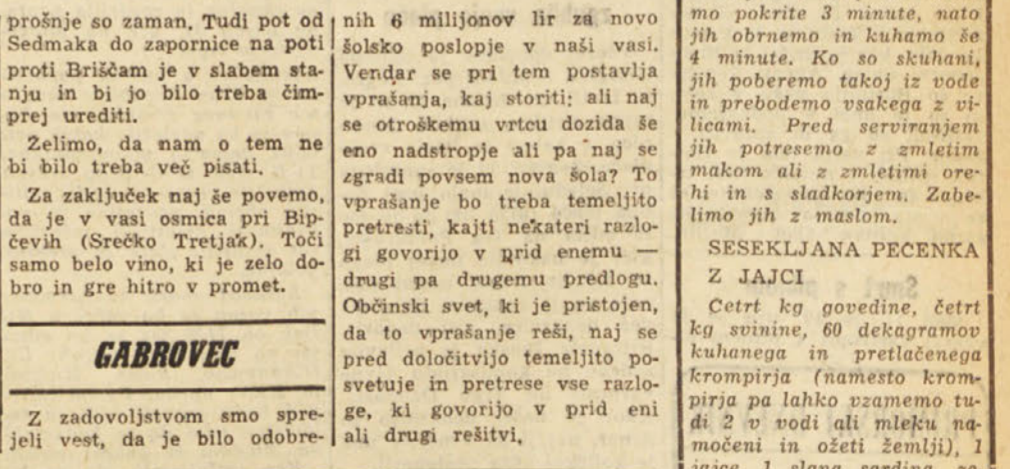 prošnje so zaman. Tudi pot od
Sedmaka do zapornice na poti
proti Briščam je v slabem sta-
nju in bi jo bilo treba čim-
prej urediti.
Želimo, da nam o tem ne
bi bilo treba več pisati.
Za zaključek naj še povemo,
da je v vasi osmica pri Bip-
čevih (Srečko Tretjak). Toči
samo belo vino, ki je zelo do-
bro in gre hitro v promet.
GABROVEC
Z zadovoljstvom smo spre-
jeli vest, da je bilo odobre-
nih 6 milijonov lir za novo
šolsko poslopje v naši vasi.
Vendar se pri tem postavlja
vprašanja, kaj storiti: ali naj
se otroškemu vrtcu dozida še
eno nadstropje ali pa naj se
zgradi povsem nova šola? To
vprašanje bo treba temeljito
pretresti, kajti nekateri razlo-
gi govorijo v prid enemu —
drugi pa drugemu predlogu.
Občinski svet, ki je pristojen,
da to vprašanje reši, naj se
pred določitvijo temeljito po-
svetuje in pretrese vse razlo-
ge, ki govorijo v prid eni
ali drugi rešitvi.
mo pokrite 3 minute, nato
jih obrnemo in kuhamo še
4 minute. Ko so skuhani,
jih poberemo takoj iz vode
in prebodemo vsakega z vi-
licami. Pred serviranjem
jih potresemo z zmletim
makom ali z zmletimi ore-
hi in s sladkorjem. Zabe-
limo jih z maslom.
SESEKLJANA PECENKA
Z JAJCI
Cetrt kg govedine, četrt
kg svinine, 60 dekagramov
kuhanega in pretlačenega
krompirja (namesto krom-
pirja pa lahko vzamemo tu-
di 2 v vodi ali mleku na-
močeni in ožeti žemlji), 1
jajce, 1 slana sardina, ze-